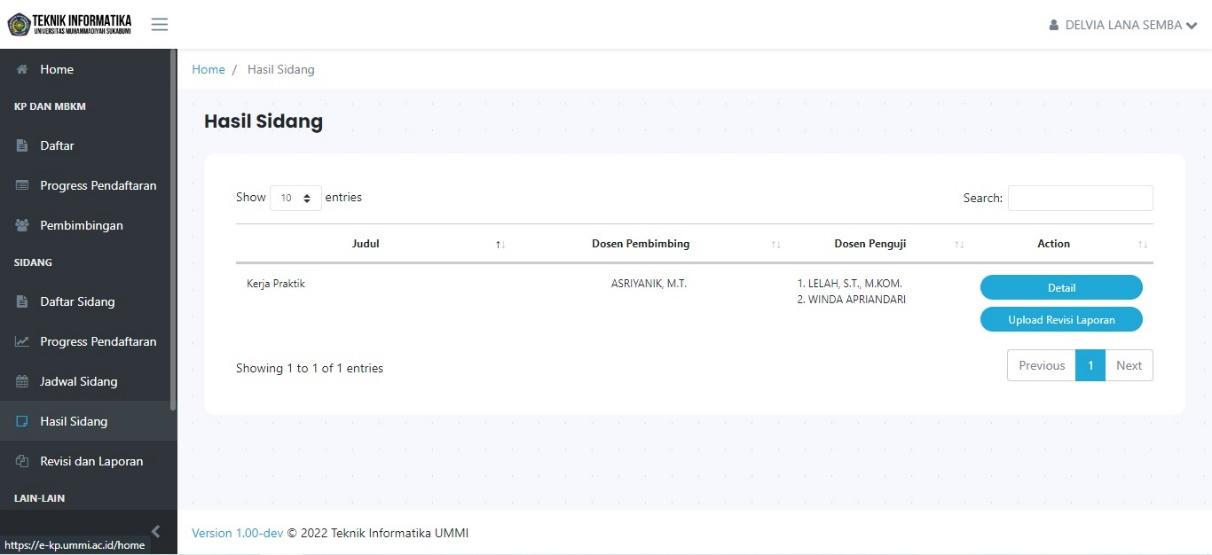 TEKNIK INFORMATIKA
UNIVERSITAS MUHAMMADIYAH SUKABUMI
DELVIA LANA SEMBA
Home
Home / Hasil Sidang
KP DAN MBKM
Hasil Sidang
Daftar
Progress Pendaftaran
Show 10 entries
Search:
Pembimbingan
Judul Dosen Pembimbing Dosen Penguji Action
SIDANG
Kerja Praktik ASRIYANIK, M.T. 1. LELAH, S.T., M.KOM. Detail
2. WINDA APRIANDARI
Daftar Sidang
Upload Revisi Laporan
Progress Pendaftaran
Showing 1 to 1 of 1 entries
Previous 1 Next
Jadwal Sidang
Hasil Sidang
Revisi dan Laporan
LAIN-LAIN
Version 1.00-dev © 2022 Teknik Informatika UMMI
https://e-kp.ummi.ac.id/home